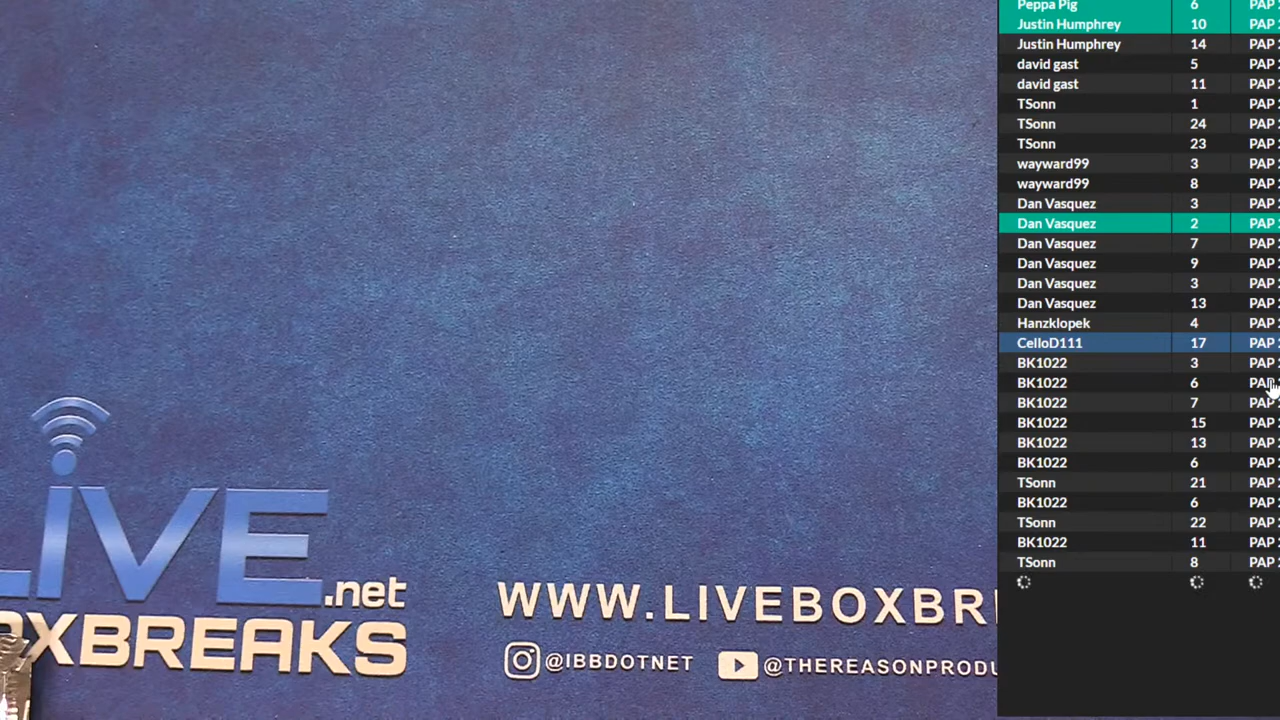 Peppa Pig 6 PAP
Justin Humphrey 10 PAP
Justin Humphrey 14 PAP
david gast 5 PAP
david gast 11 PAP
TSonn 1 PAP
TSonn 24 PAP
TSonn 23 PAP
wayward99 3 PAP
wayward99 8 PAP
Dan Vasquez 3 PAP
Dan Vasquez 2 PAP
Dan Vasquez 7 PAP
Dan Vasquez 9 PAP
Dan Vasquez 3 PAP
Dan Vasquez 13 PAP
Hanzklopek 4 PAP
CelloD111 17 PAP
BK1022 3 PAP
BK1022 6 PAP
BK1022 7 PAP
BK1022 15 PAP
BK1022 13 PAP
BK1022 6 PAP
TSonn 21 PAP
BK1022 6 PAP
TSonn 22 PAP
BK1022 11 PAP
TSonn 8 PAP
LIVE.net
OXBREAKS
WWW.LIVEBOXBR
@IBBDOTNET @THEREASONPRODU